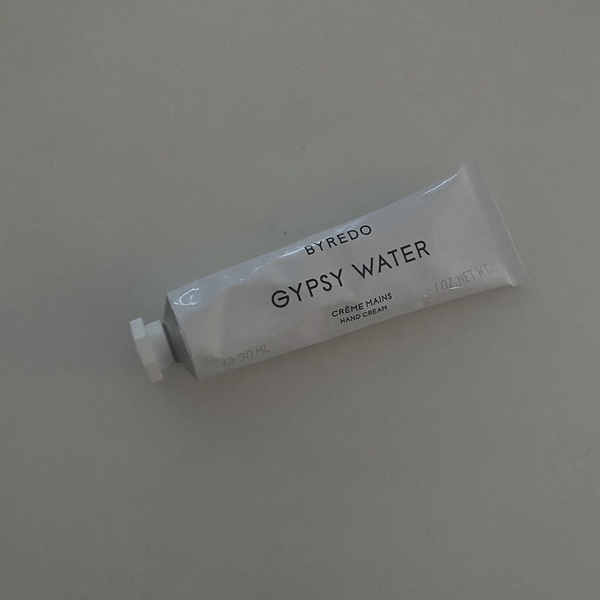 BYREDO
GYPSY WATER
CRÈME MAINS
HAND CREAM
℮ 30 ML
1 OZ. NET WT.